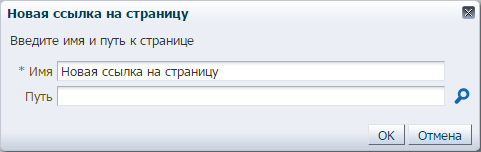 Новая ссылка на страницу
Введите имя и путь к странице
* Имя Новая ссылка на страницу
Путь
OK Отмена